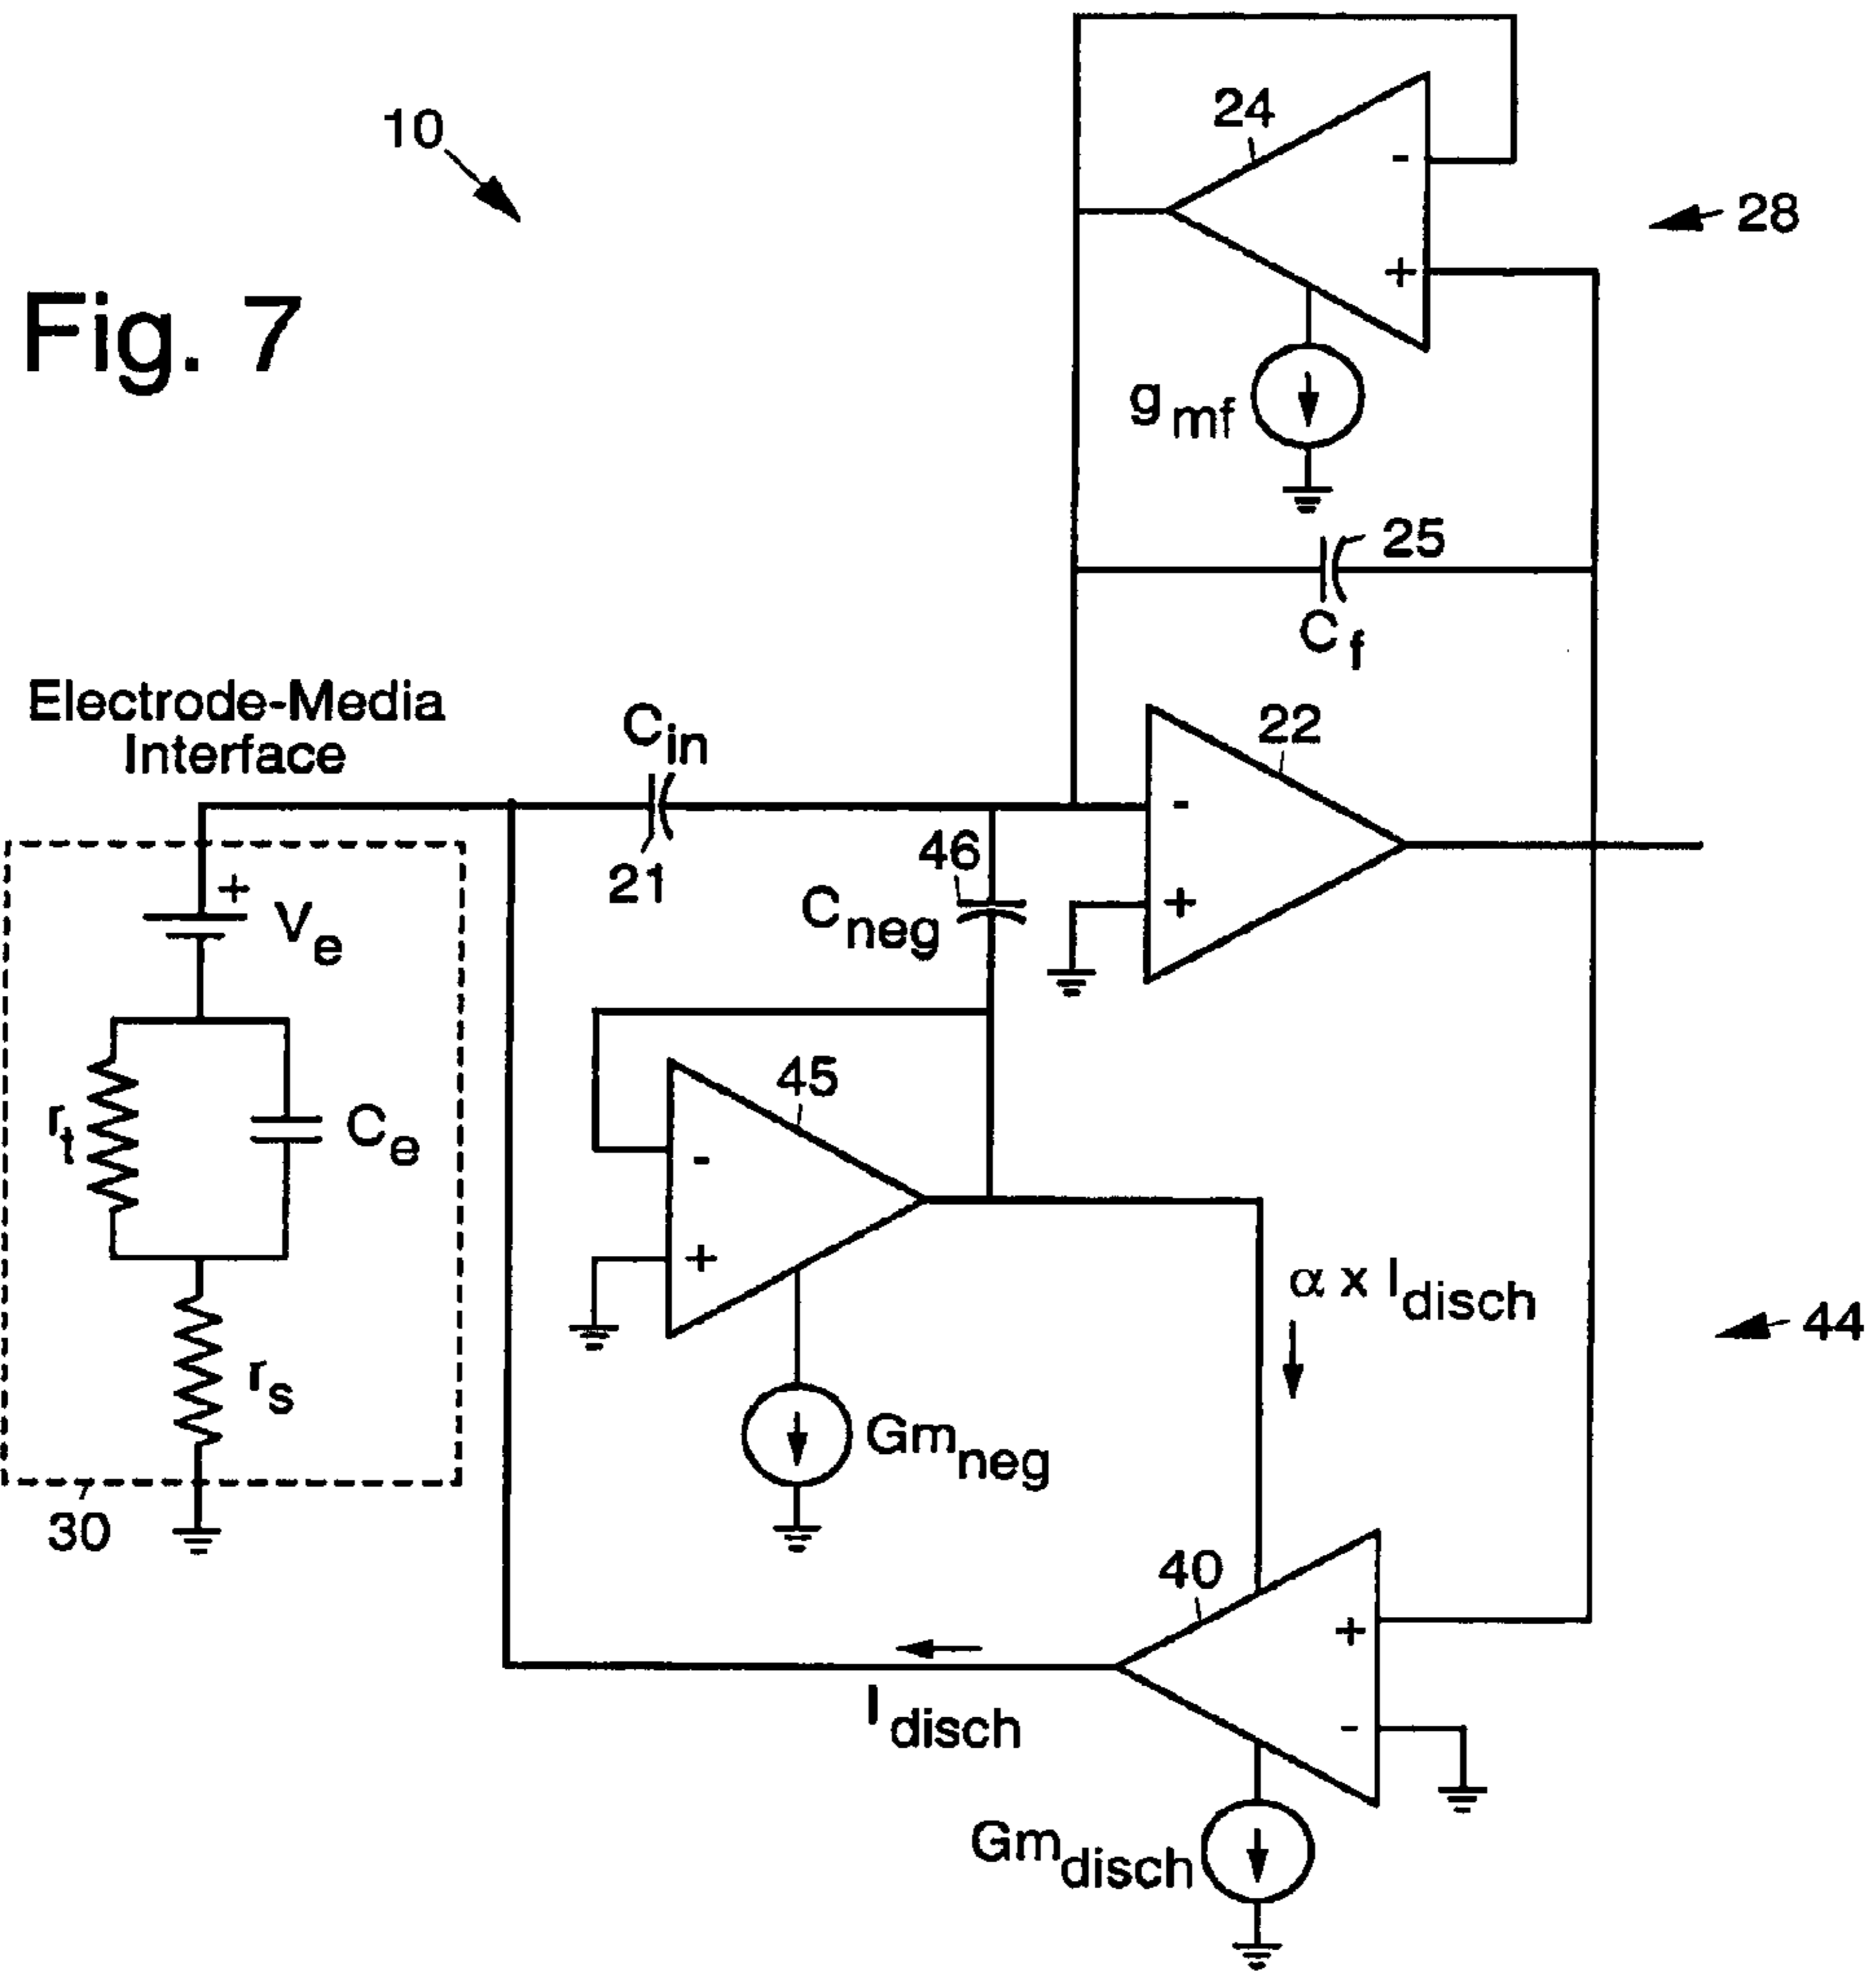 10
Fig. 7
24
-
+
28
g mf
25
C f
Electrode-Media
Interface
C in
21
22
-
+
46
C neg
+
V e
r t
C e
r s
30
45
-
+
Gm neg
α x I disch
44
40
+
-
I disch
Gm disch